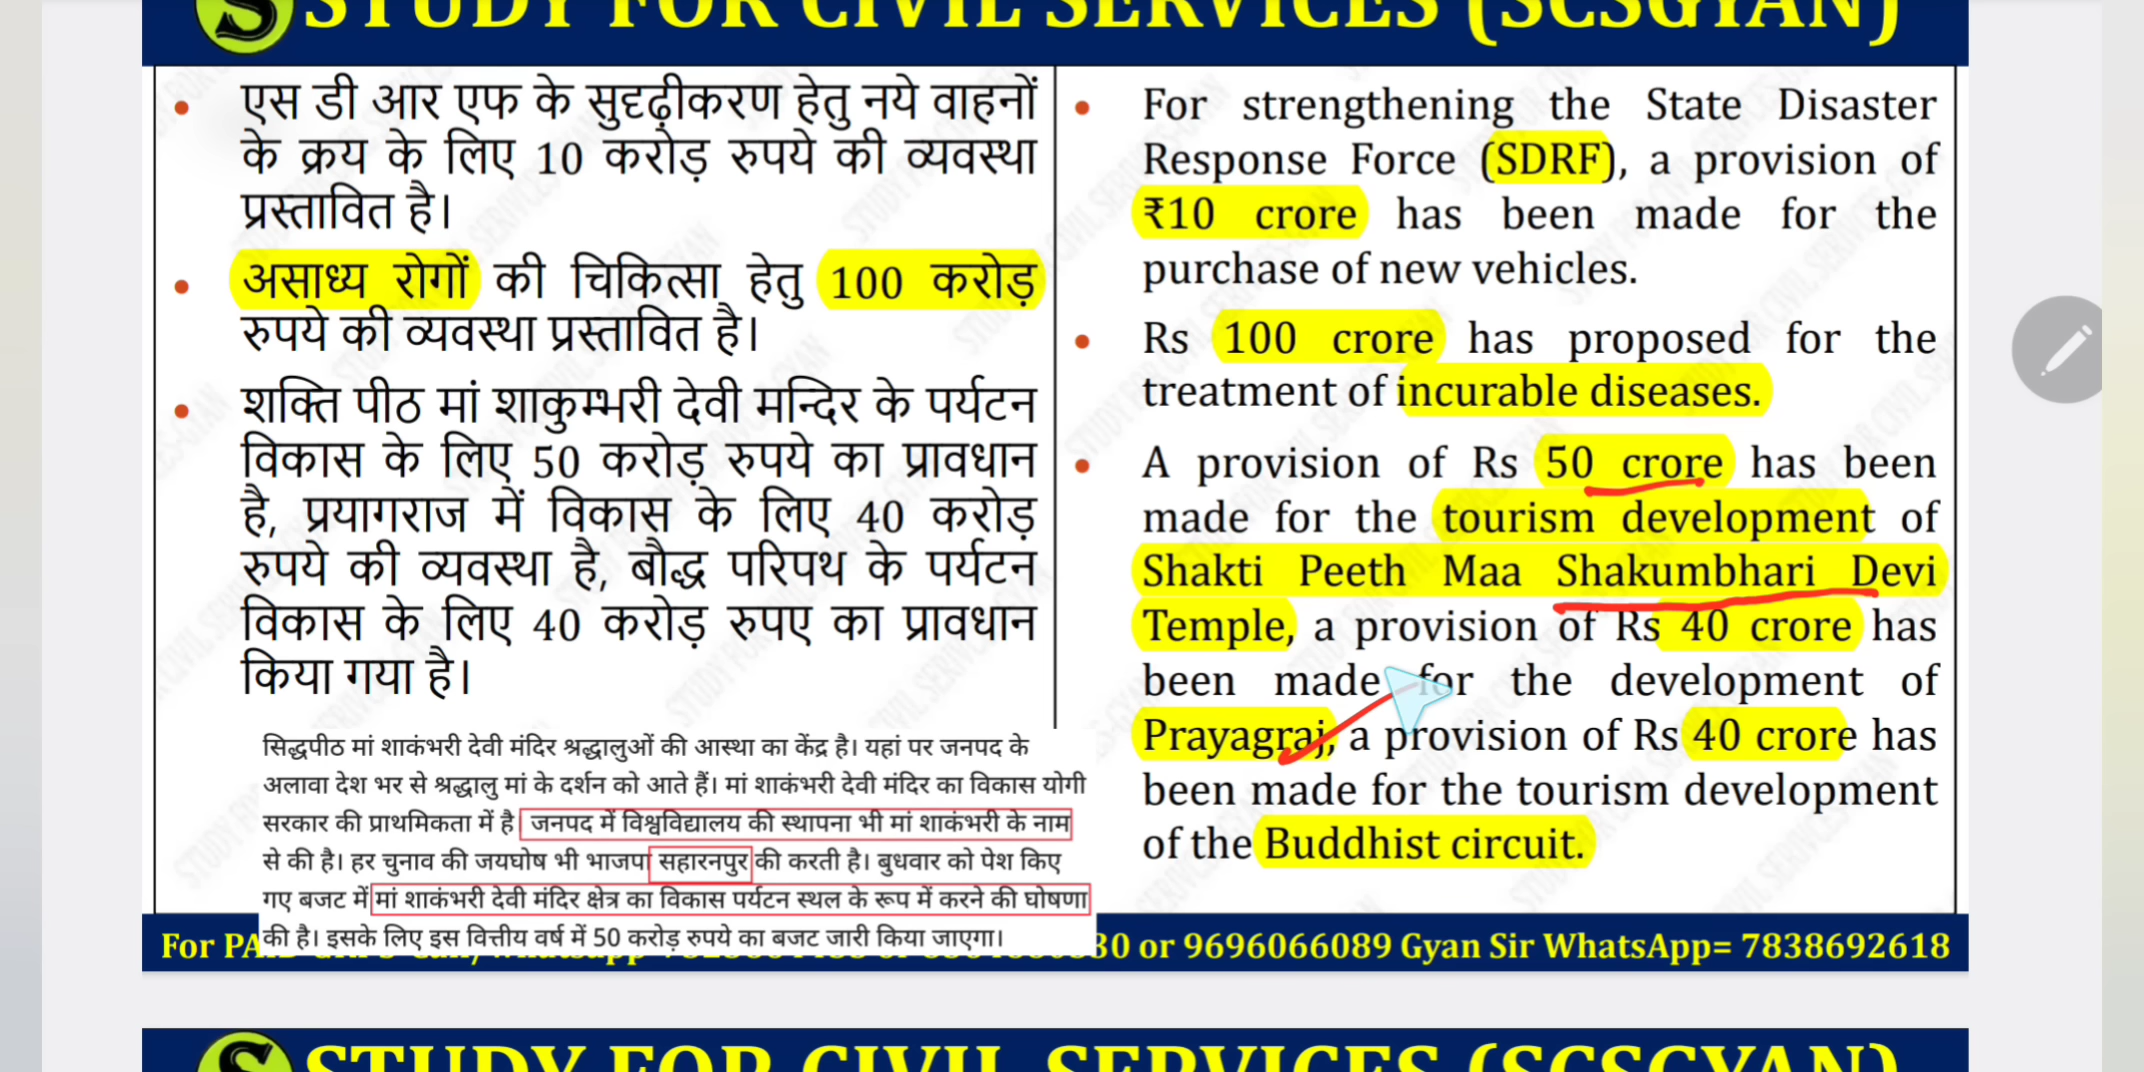 STUDY FOR CIVIL SERVICES (SCSGYAN)
• एस डी आर एफ के सुदृढ़ीकरण हेतु नये वाहनों
के क्रय के लिए 10 करोड़ रुपये की व्यवस्था
प्रस्तावित है।
• असाध्य रोगों की चिकित्सा हेतु 100 करोड़
रुपये की व्यवस्था प्रस्तावित है।
• शक्ति पीठ मां शाकुम्भरी देवी मन्दिर के पर्यटन
विकास के लिए 50 करोड़ रुपये का प्रावधान
है, प्रयागराज में विकास के लिए 40 करोड़
रुपये की व्यवस्था है, बौद्ध परिपथ के पर्यटन
विकास के लिए 40 करोड़ रुपए का प्रावधान
किया गया है।
सिद्धपीठ मां शाकंभरी देवी मंदिर श्रद्धालुओं की आस्था का केंद्र है। यहां पर जनपद के
अलावा देश भर से श्रद्धालु मां के दर्शन को आते हैं। मां शाकंभरी देवी मंदिर का विकास योगी
सरकार की प्राथमिकता में है जनपद में विश्वविद्यालय की स्थापना भी मां शाकंभरी के नाम
से की है। हर चुनाव की जयघोष भी भाजपा सहारनपुर की करती है। बुधवार को पेश किए
गए बजट में मां शाकंभरी देवी मंदिर क्षेत्र का विकास पर्यटन स्थल के रूप में करने की घोषणा
की है। इसके लिए इस वित्तीय वर्ष में 50 करोड़ रुपये का बजट जारी किया जाएगा।
• For strengthening the State Disaster
Response Force (SDRF), a provision of
₹10 crore has been made for the
purchase of new vehicles.
• Rs 100 crore has proposed for the
treatment of incurable diseases.
• A provision of Rs 50 crore has been
made for the tourism development of
Shakti Peeth Maa Shakumbhari Devi
Temple, a provision of Rs 40 crore has
been made for the development of
Prayagraj, a provision of Rs 40 crore has
been made for the tourism development
of the Buddhist circuit.
For PA 30 or 9696066089 Gyan Sir WhatsApp= 7838692618
STUDY FOR CIVIL SERVICES (SCSGYAN)